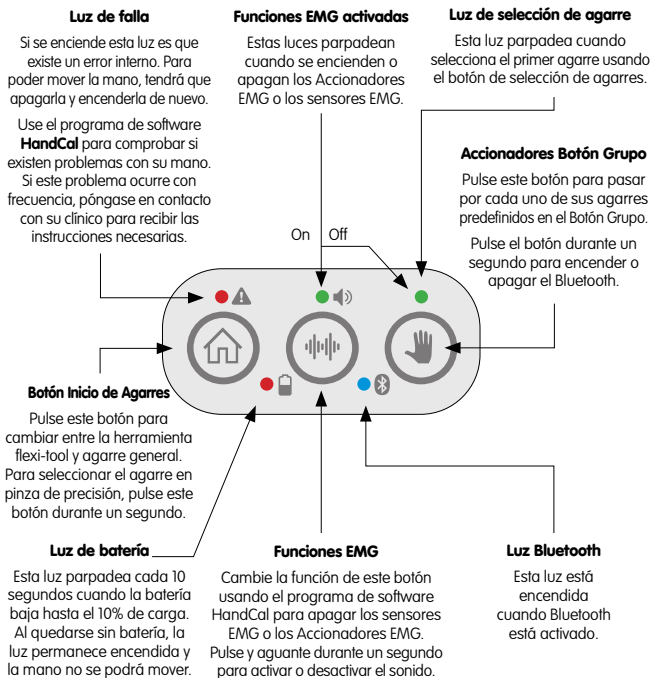 Luz de falla
Si se enciende esta luz es que
existe un error interno. Para
poder mover la mano, tendrá que
apagarla y encenderla de nuevo.
Use el programa de software
HandCal para comprobar si
existen problemas con su mano.
Si este problema ocurre con
frecuencia, póngase en contacto
con su clínico para recibir las
instrucciones necesarias.
Funciones EMG activadas
Estas luces parpadean
cuando se encienden o
apagan los Accionadores
EMG o los sensores EMG.
Luz de selección de agarre
Esta luz parpadea cuando
selecciona el primer agarre usando
el botón de selección de agarres.
Accionadores Botón Grupo
Pulse este botón para pasar
por cada uno de sus agarres
predefinidos en el Botón Grupo.
Pulse el botón durante un
segundo para encender o
apagar el Bluetooth.
On Off
Botón Inicio de Agarres
Pulse este botón para
cambiar entre la herramienta
flexi-tool y agarre general.
Para seleccionar el agarre en
pinza de precisión, pulse este
botón durante un segundo.
Luz de batería
Esta luz parpadea cada 10
segundos cuando la batería
baja hasta el 10% de carga.
Al quedarse sin batería, la
luz permanece encendida y
la mano no se podrá mover.
Funciones EMG
Cambie la función de este botón
usando el programa de software
HandCal para apagar los sensores
EMG o los Accionadores EMG.
Pulse y aguante durante un segundo
para activar o desactivar el sonido.
Luz Bluetooth
Esta luz está
encendida
cuando Bluetooth
está activado.